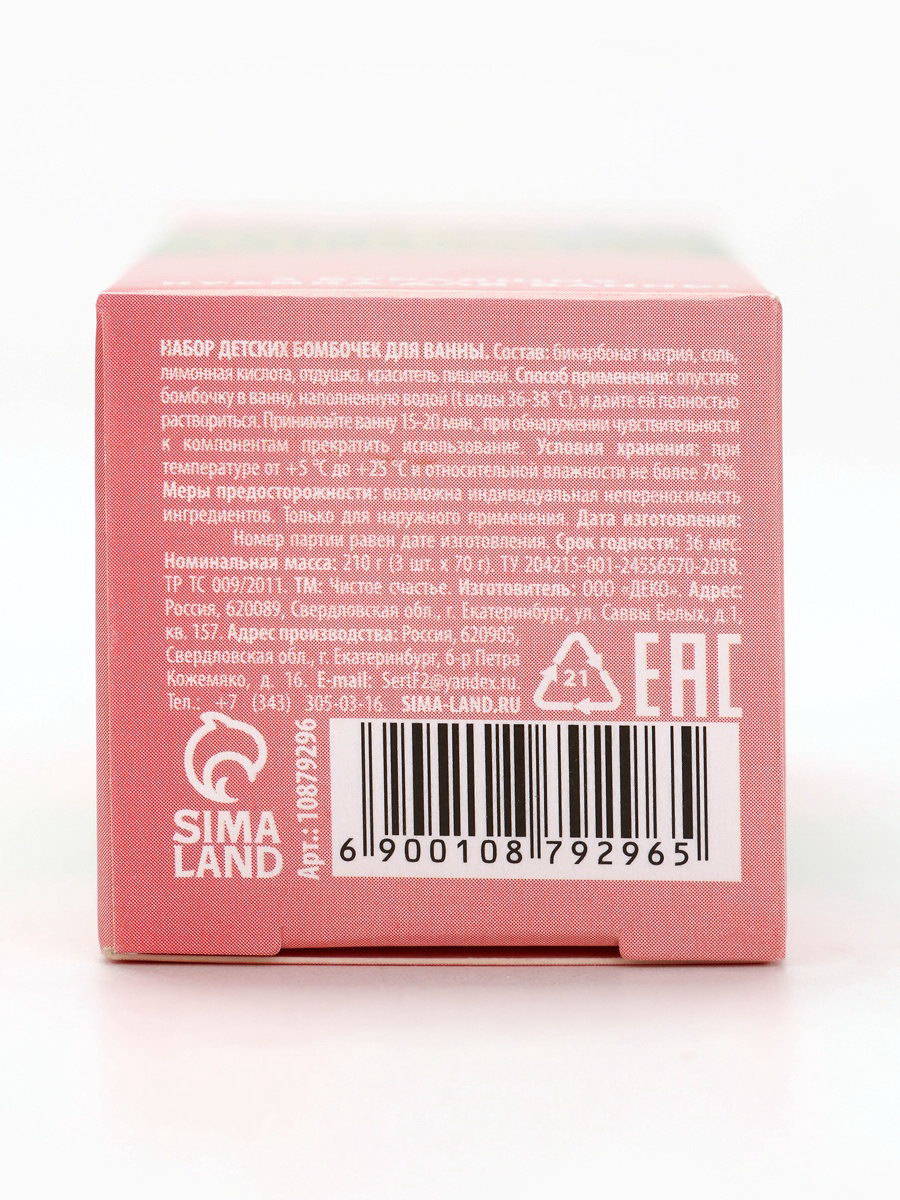 НАБОР ДЕТСКИХ БОМБОЧЕК ДЛЯ ВАННЫ. Состав: бикарбонат натрия, соль,
лимонная кислота, отдушка, краситель пищевой. Способ применения: опустите
бомбочку в ванну, наполненную водой (t воды 36-38 °C), и дайте ей полностью
раствориться. Принимайте ванну 15-20 мин., при обнаружении чувствительности
к компонентам прекратить использование. Условия хранения: при
температуре от +5 °C до +25 °C и относительной влажности не более 70%.
Меры предосторожности: возможна индивидуальная непереносимость
ингредиентов. Только для наружного применения. Дата изготовления:
Номер партии равен дате изготовления. Срок годности: 36 мес.
Номинальная масса: 210 г (3 шт. х 70 г). ТУ 204215-001-24556570-2018.
ТР ТС 009/2011. ТМ: Чистое счастье. Изготовитель: ООО «ДЕКО». Адрес:
Россия, 620089, Свердловская обл., г. Екатеринбург, ул. Саввы Белых, д.1,
кв. 157. Адрес производства: Россия, 620905,
Свердловская обл., г. Екатеринбург, б-р Петра
Кожемяко, д. 16. E-mail: SertF2@yandex.ru.
Тел.: +7 (343) 305-03-16. SIMA-LAND.RU
21
EAC
SIMA
LAND
Арт.: 10879296
6 900108 792965